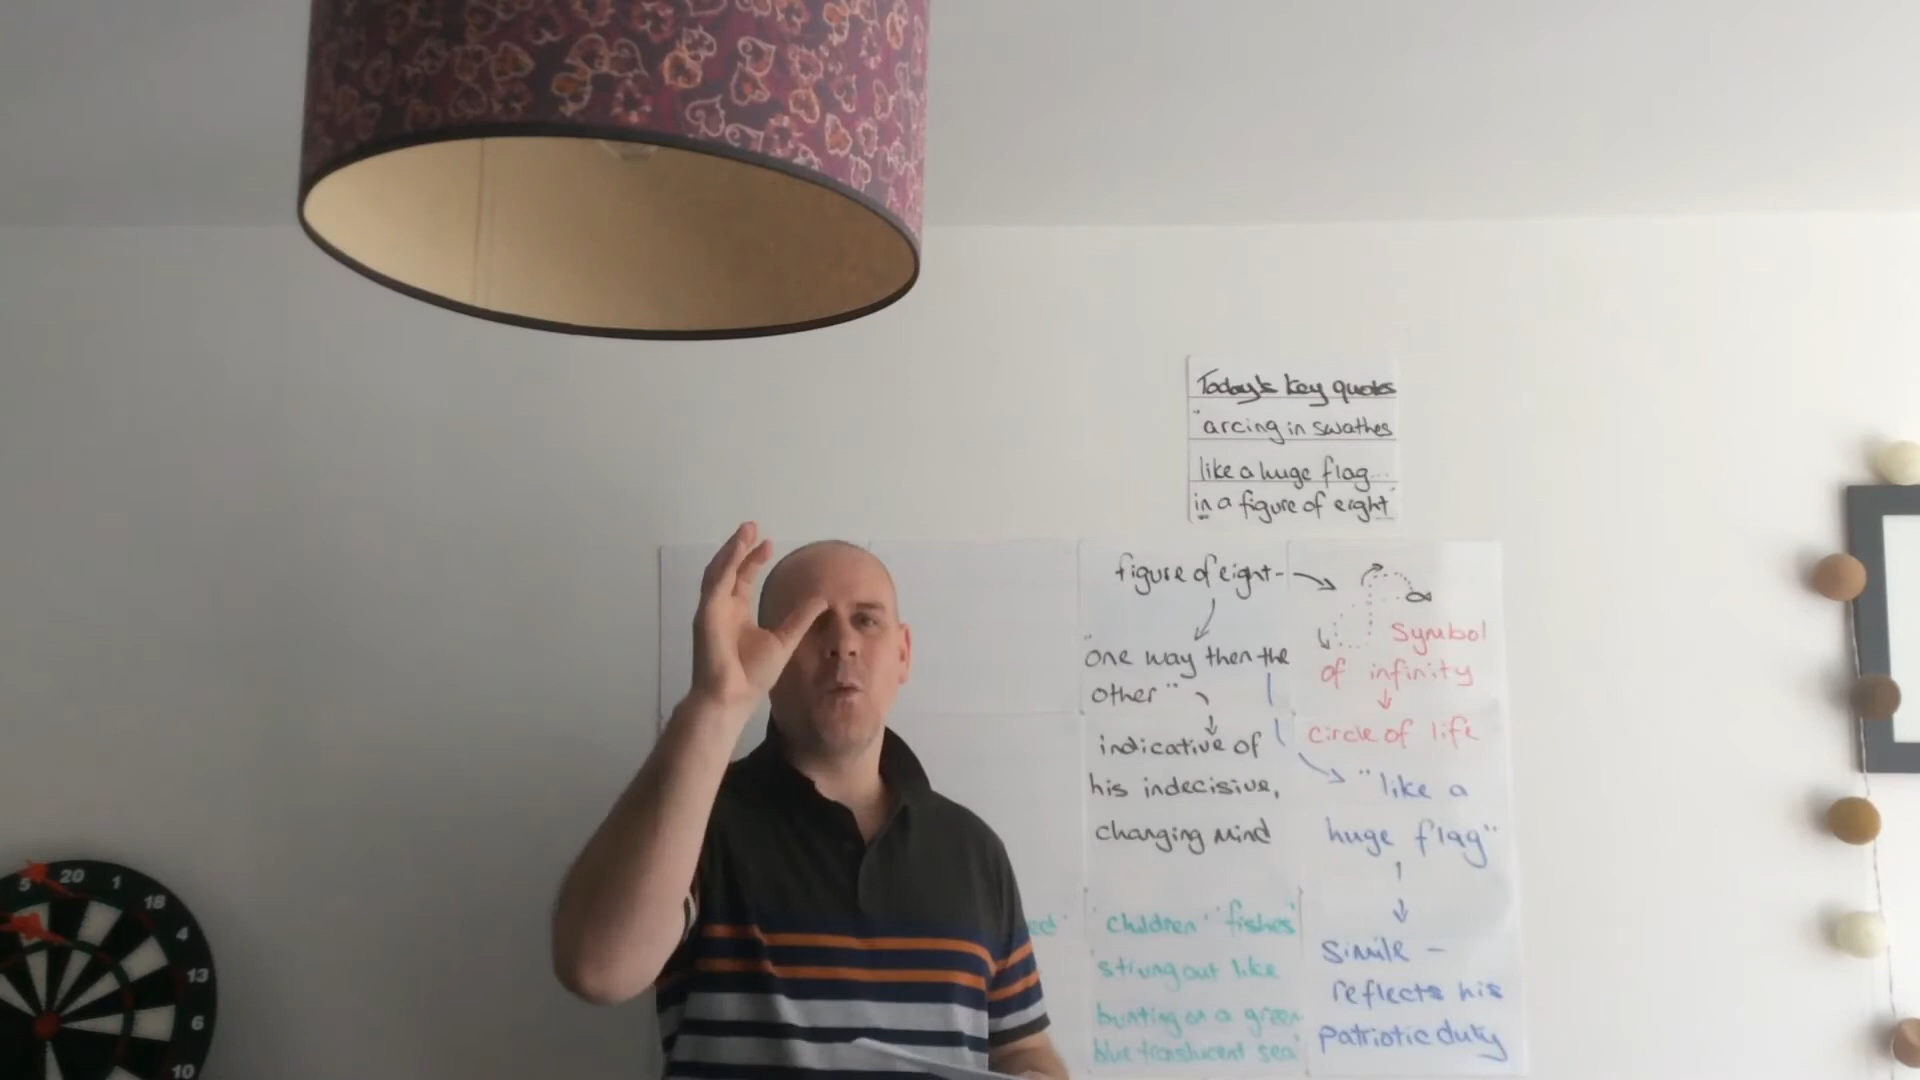 Today's key quotes
"arcing in swathes
like a huge flag...
in a figure of eight"
figure of eight-
"one way then the
other"
indicative of
his indecisive,
changing mind
Symbol
of infinity
circle of life
"like a
huge flag"
Simile -
reflects his
patriotic duty
ed'
'children' 'fishes'
'strung out like
bunting on a green
blue translucent sea'
5 20 1 18 4 13 6 10